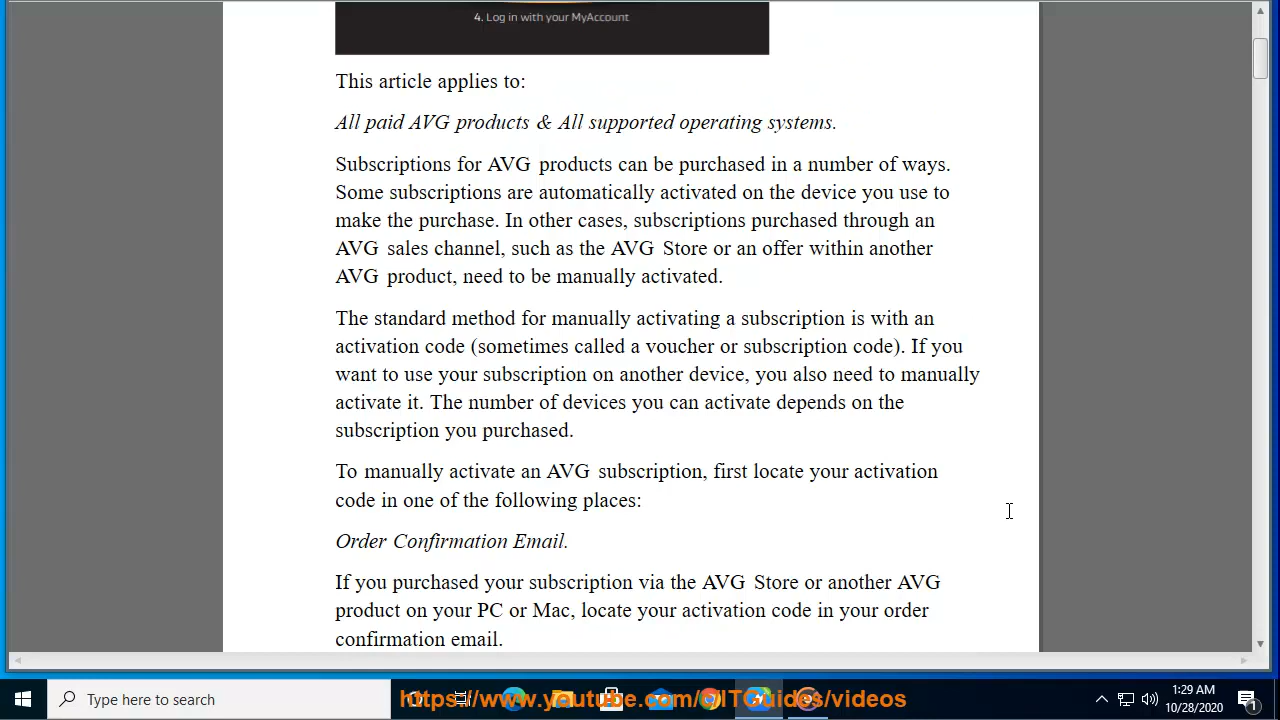 4. Log in with your MyAccount
This article applies to:
All paid AVG products & All supported operating systems.
Subscriptions for AVG products can be purchased in a number of ways.
Some subscriptions are automatically activated on the device you use to
make the purchase. In other cases, subscriptions purchased through an
AVG sales channel, such as the AVG Store or an offer within another
AVG product, need to be manually activated.
The standard method for manually activating a subscription is with an
activation code (sometimes called a voucher or subscription code). If you
want to use your subscription on another device, you also need to manually
activate it. The number of devices you can activate depends on the
subscription you purchased.
To manually activate an AVG subscription, first locate your activation
code in one of the following places:
Order Confirmation Email.
If you purchased your subscription via the AVG Store or another AVG
product on your PC or Mac, locate your activation code in your order
confirmation email.
Type here to search
https://www.youtube.com/@ITGuides/videos
1:29 AM
10/28/2020
1